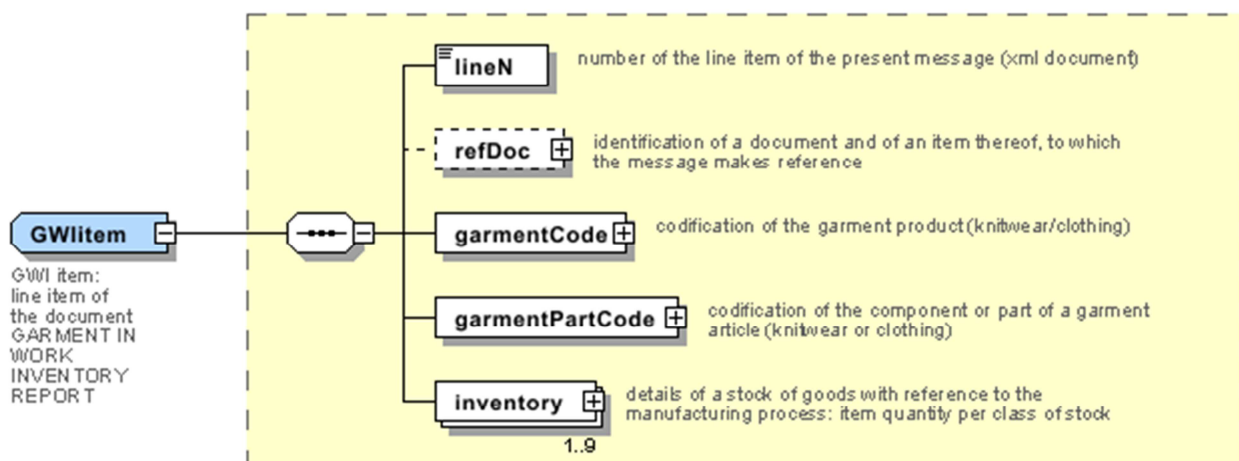 lineN
number of the line item of the present message (xml document)
refDoc
identification of a document and of an item thereof, to which
the message makes reference
GWIitem
GWI item:
line item of
the document
GARMENT IN
WORK
INVENTORY
REPORT
garmentCode
codification of the garment product (knitwear/clothing)
garmentPartCode
codification of the component or part of a garment
article (knitwear or clothing)
inventory
details of a stock of goods with reference to the
manufacturing process: item quantity per class of stock
1..9